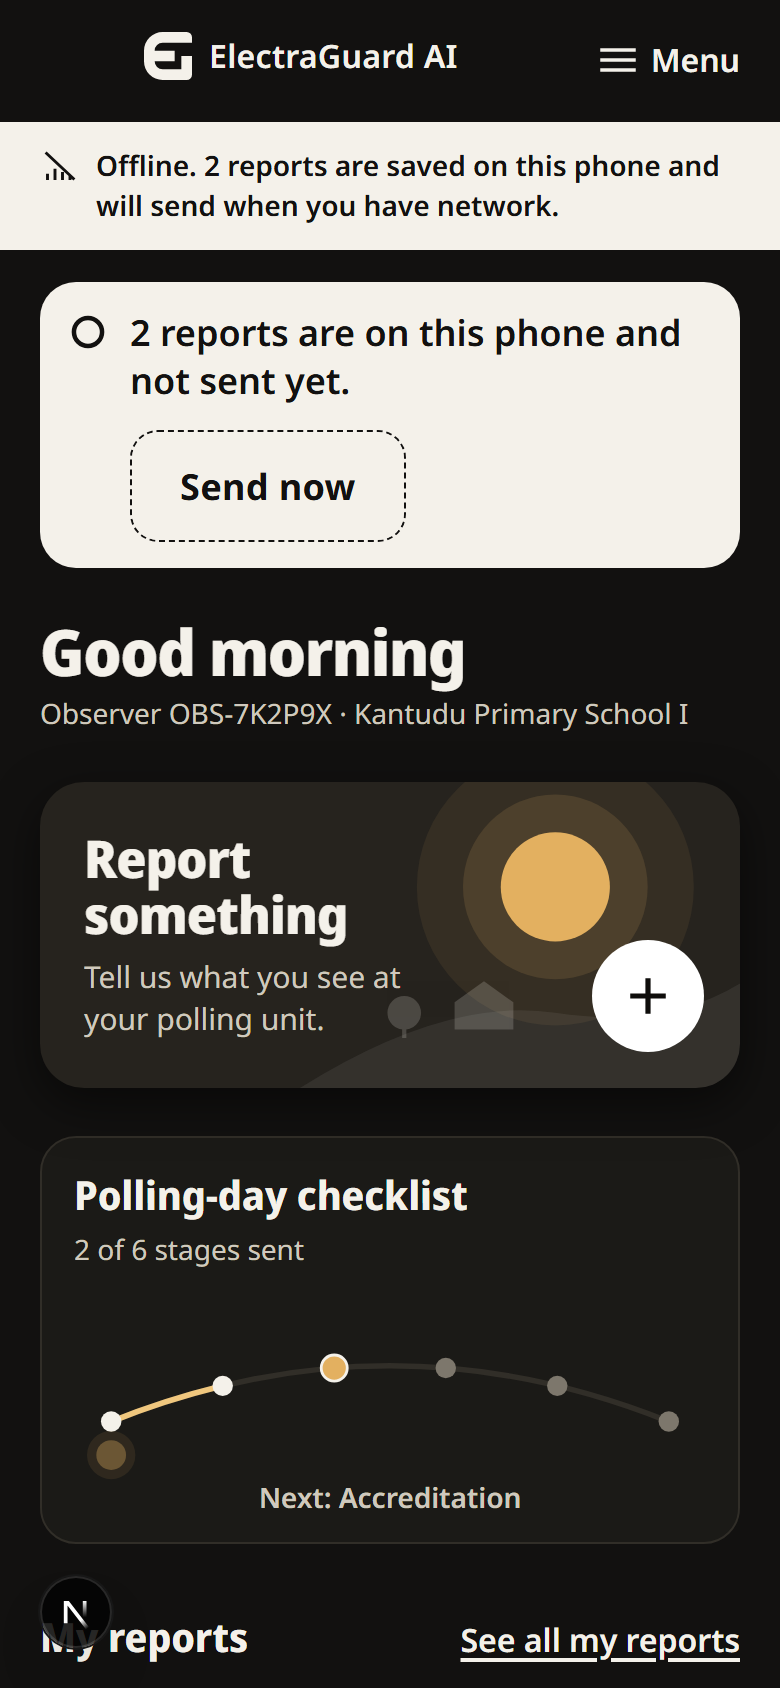 ElectraGuard AI
Menu
Offline. 2 reports are saved on this phone and
will send when you have network.
2 reports are on this phone and
not sent yet.
Send now
Good morning
Observer OBS-7K2P9X · Kantudu Primary School I
Report
something
Tell us what you see at
your polling unit.
Polling-day checklist
2 of 6 stages sent
Next: Accreditation
N
My reports
See all my reports